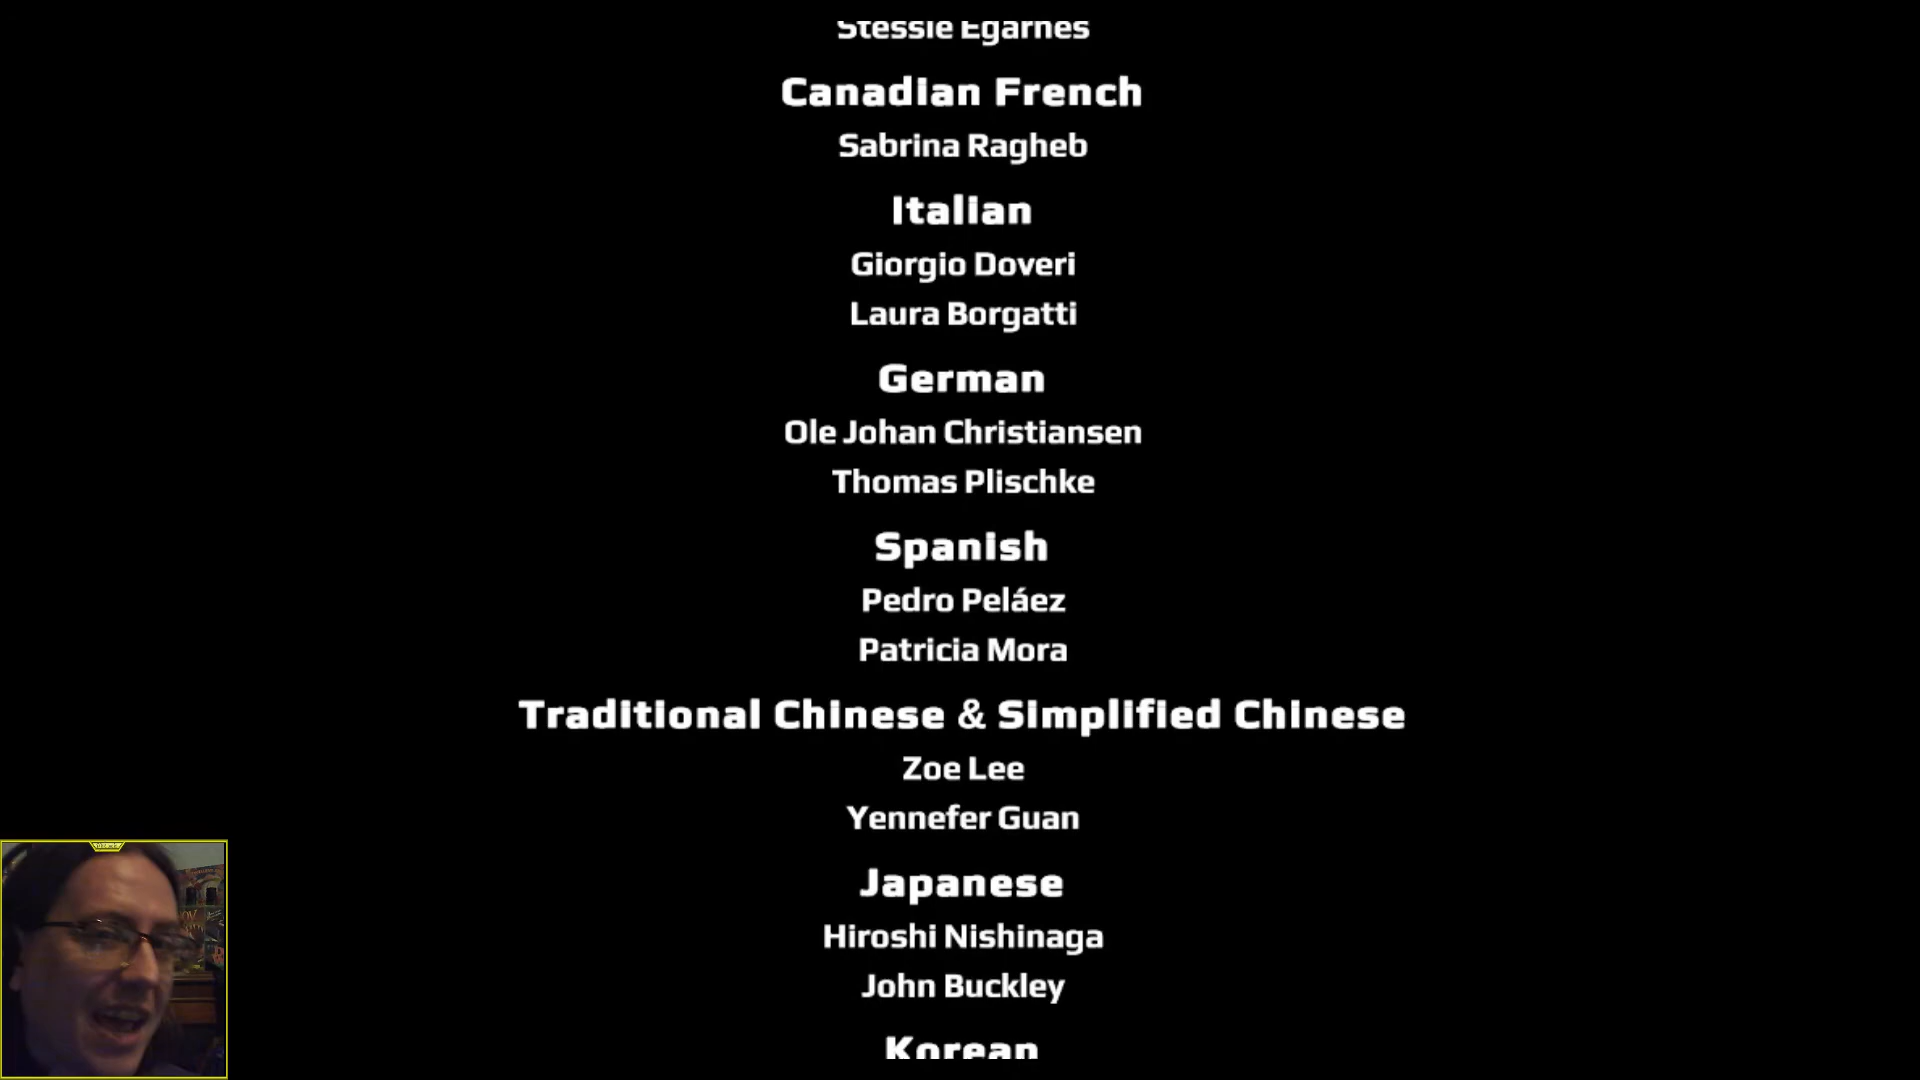 Stessie Egarnes
Canadian French
Sabrina Ragheb
Italian
Giorgio Doveri
Laura Borgatti
German
Ole Johan Christiansen
Thomas Plischke
Spanish
Pedro Peláez
Patricia Mora
Traditional Chinese & Simplified Chinese
Zoe Lee
Yennefer Guan
Japanese
Hiroshi Nishinaga
John Buckley
Korean